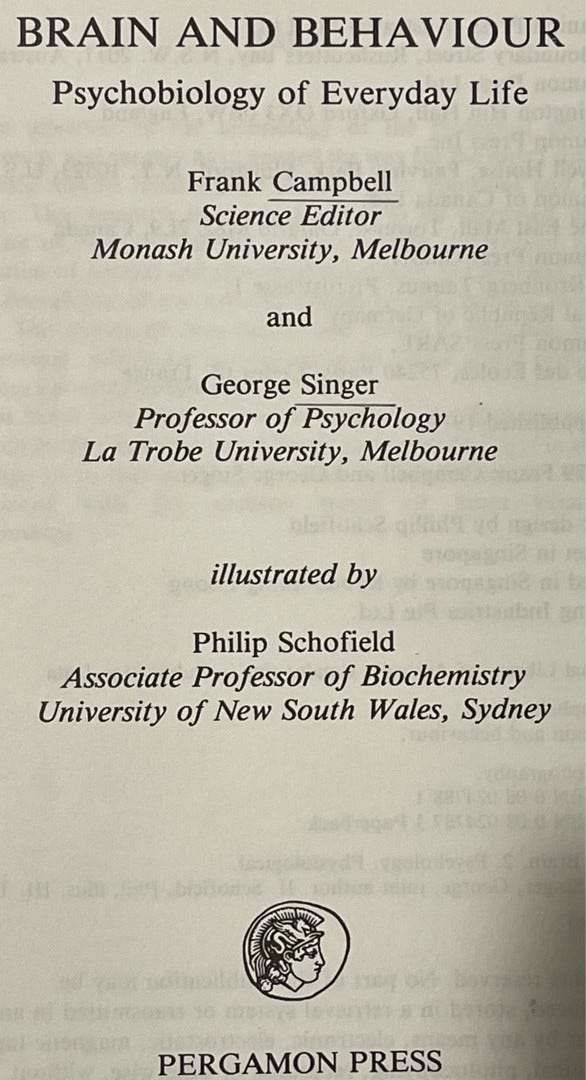 BRAIN AND BEHAVIOUR
Psychobiology of Everyday Life
Frank Campbell
Science Editor
Monash University, Melbourne
and
George Singer
Professor of Psychology
La Trobe University, Melbourne
illustrated by
Philip Schofield
Associate Professor of Biochemistry
University of New South Wales, Sydney
PERGAMON PRESS